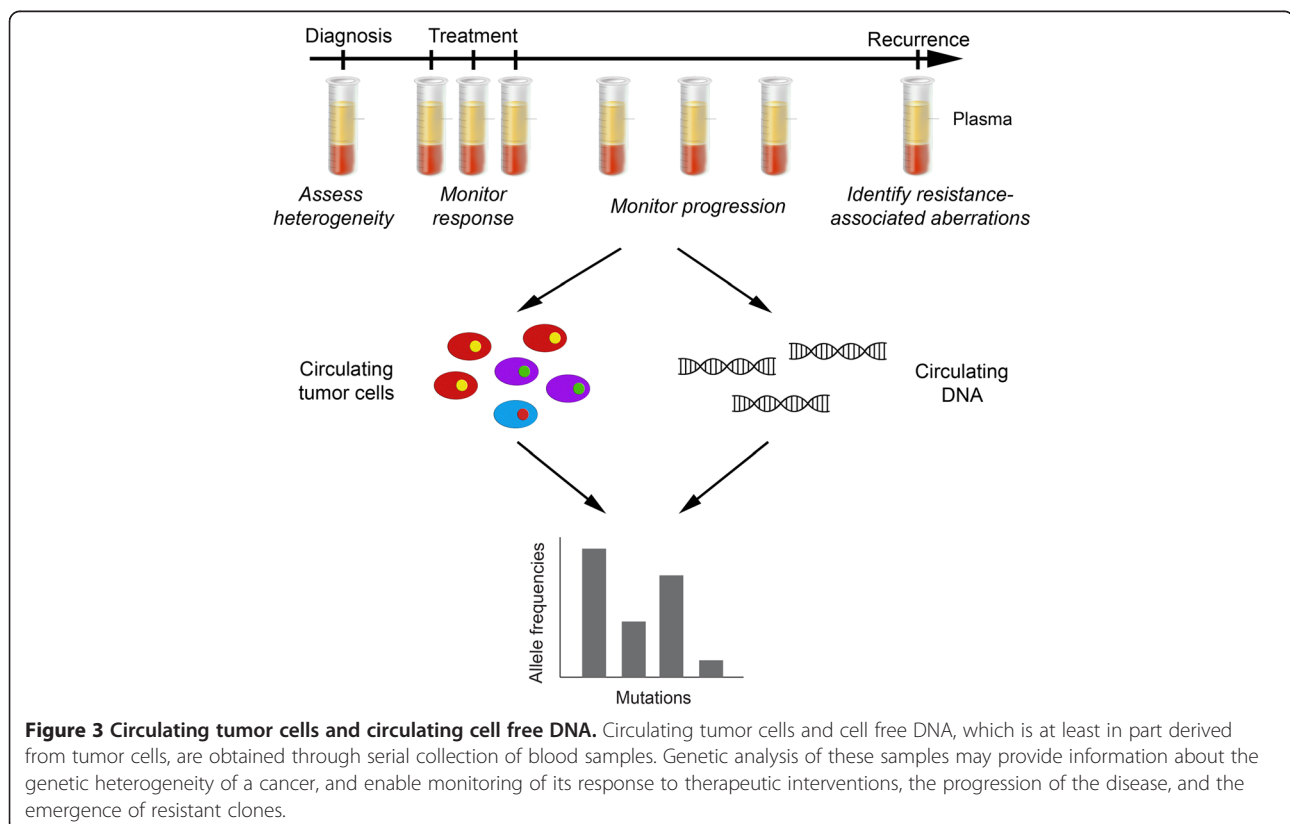 Diagnosis Treatment Recurrence
Plasma
Assess
heterogeneity
Monitor
response
Monitor progression
Identify resistance-
associated aberrations
Circulating
tumor cells
Circulating
DNA
Allele frequencies
Mutations
Figure 3 Circulating tumor cells and circulating cell free DNA. Circulating tumor cells and cell free DNA, which is at least in part derived
from tumor cells, are obtained through serial collection of blood samples. Genetic analysis of these samples may provide information about the
genetic heterogeneity of a cancer, and enable monitoring of its response to therapeutic interventions, the progression of the disease, and the
emergence of resistant clones.